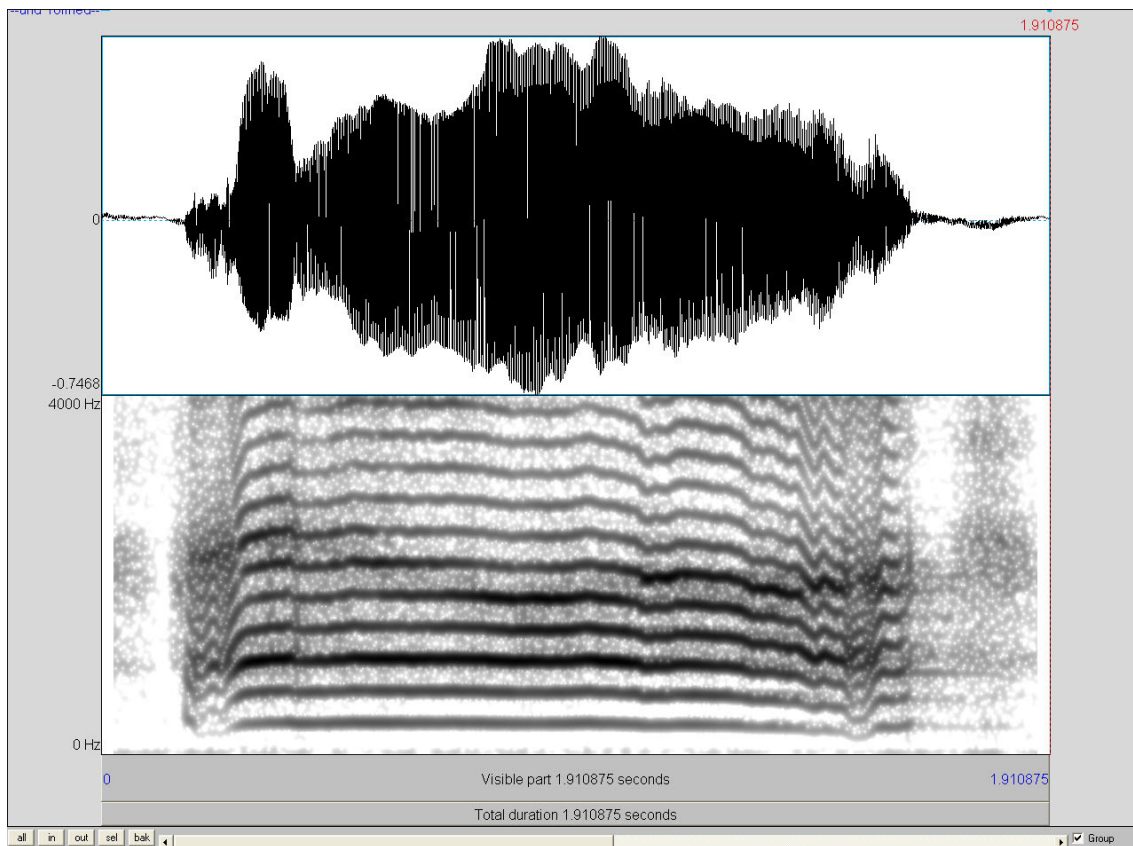 1.910875
0
-0.7468
4000 Hz
0 Hz
0 Visible part 1.910875 seconds 1.910875
Total duration 1.910875 seconds
all in out sel bak Group